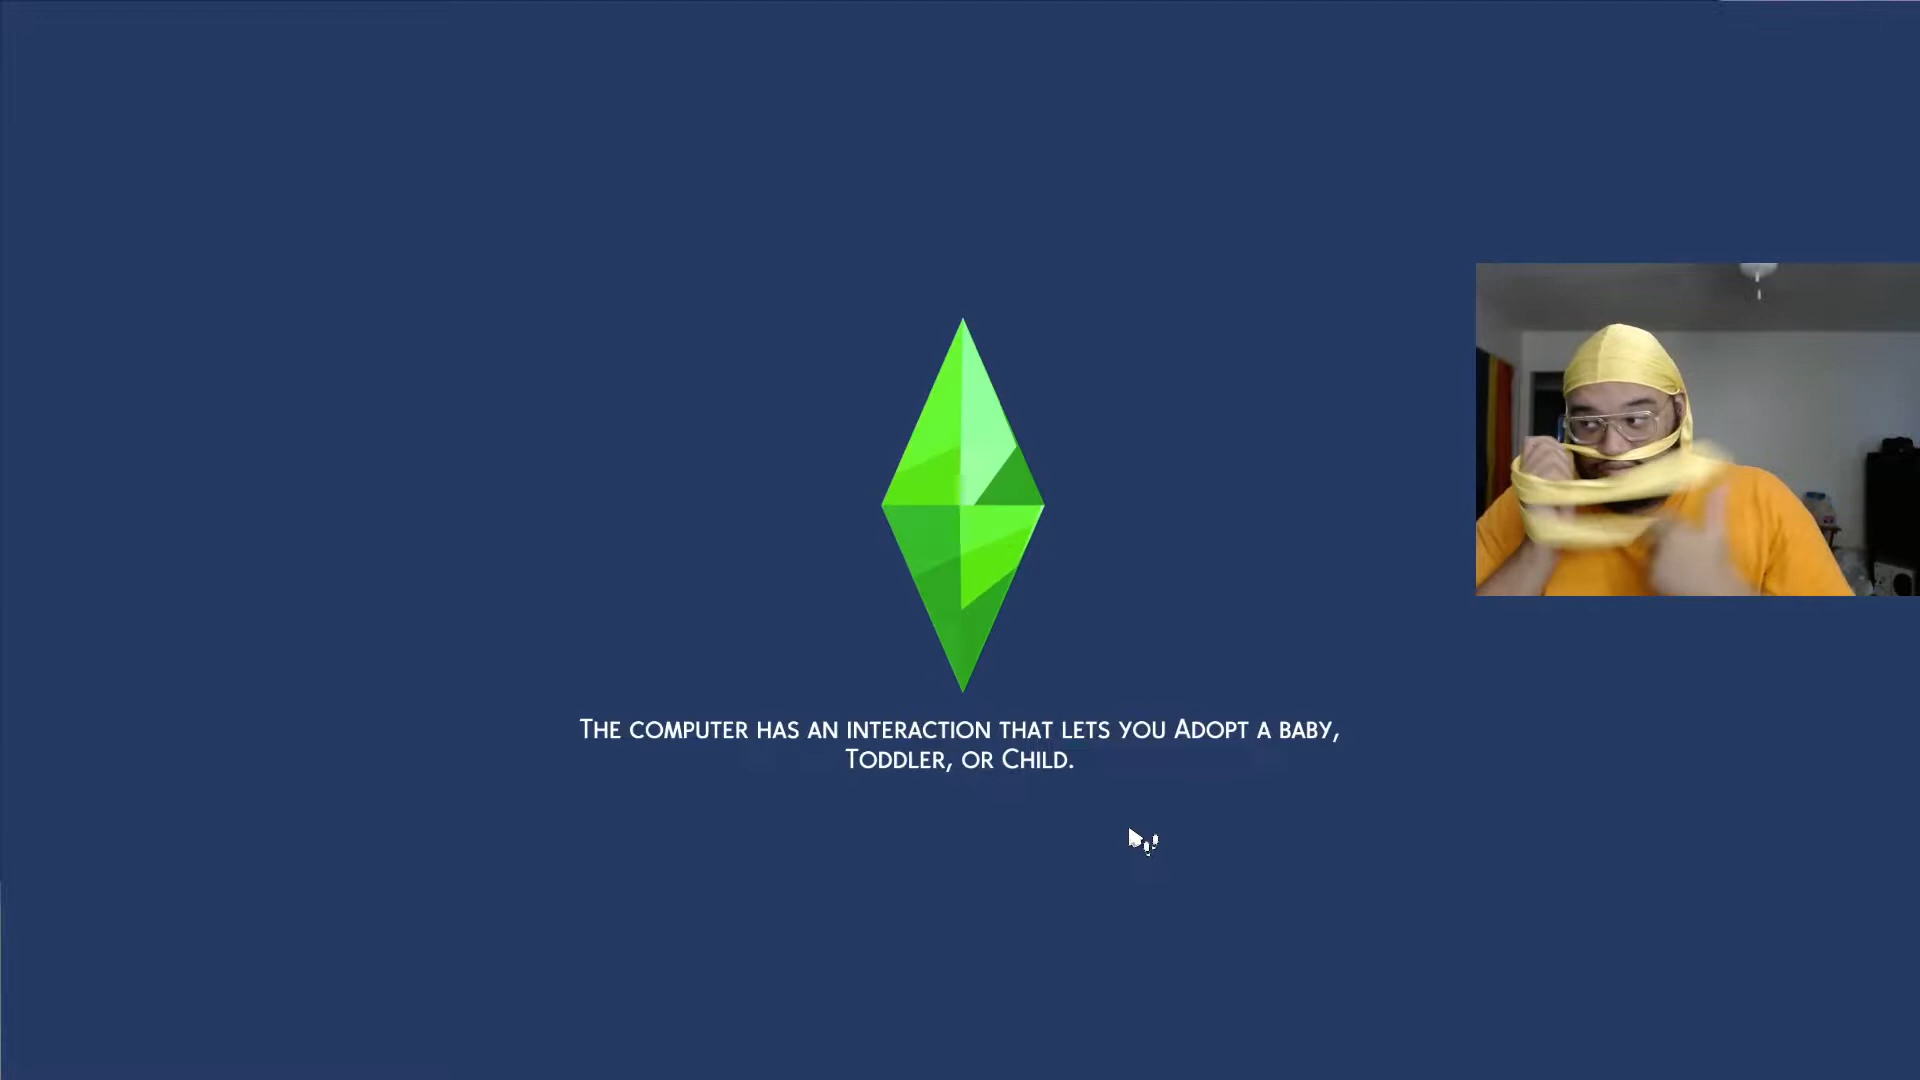 The computer has an interaction that lets you Adopt a baby,
Toddler, or Child.